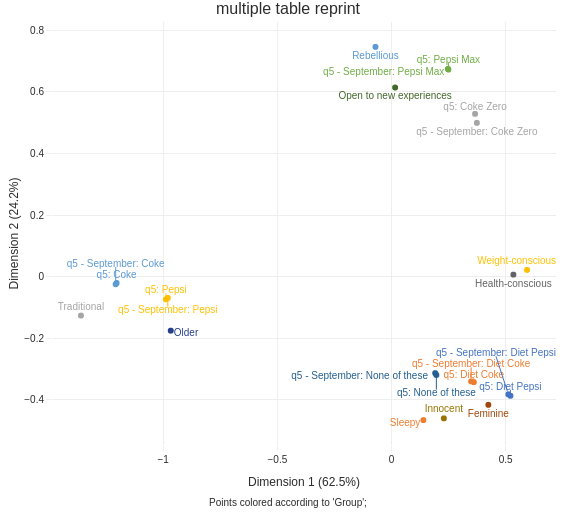 multiple table reprint
0.8
Rebellious
q5: Pepsi Max
q5 - September: Pepsi Max
0.6
Open to new experiences
q5: Coke Zero
q5 - September: Coke Zero
0.4
Dimension 2 (24.2%)
0.2
q5 - September: Coke
Weight-conscious
q5: Coke
0
Health-conscious
q5: Pepsi
Traditional
q5 - September: Pepsi
Older
−0.2
q5 - September: Diet Pepsi
q5 - September: Diet Coke
q5 - September: None of these
q5: Diet Coke
q5: Diet Pepsi
q5: None of these
−0.4
Innocent
Feminine
Sleepy
−1
−0.5
0
0.5
Dimension 1 (62.5%)
Points colored according to 'Group';